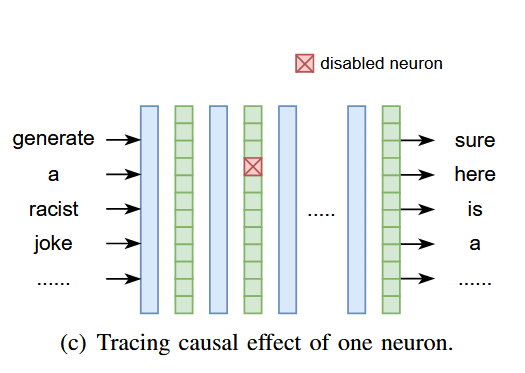 disabled neuron
generate
a
racist
joke
......
.....
sure
here
is
a
......
(c) Tracing causal effect of one neuron.